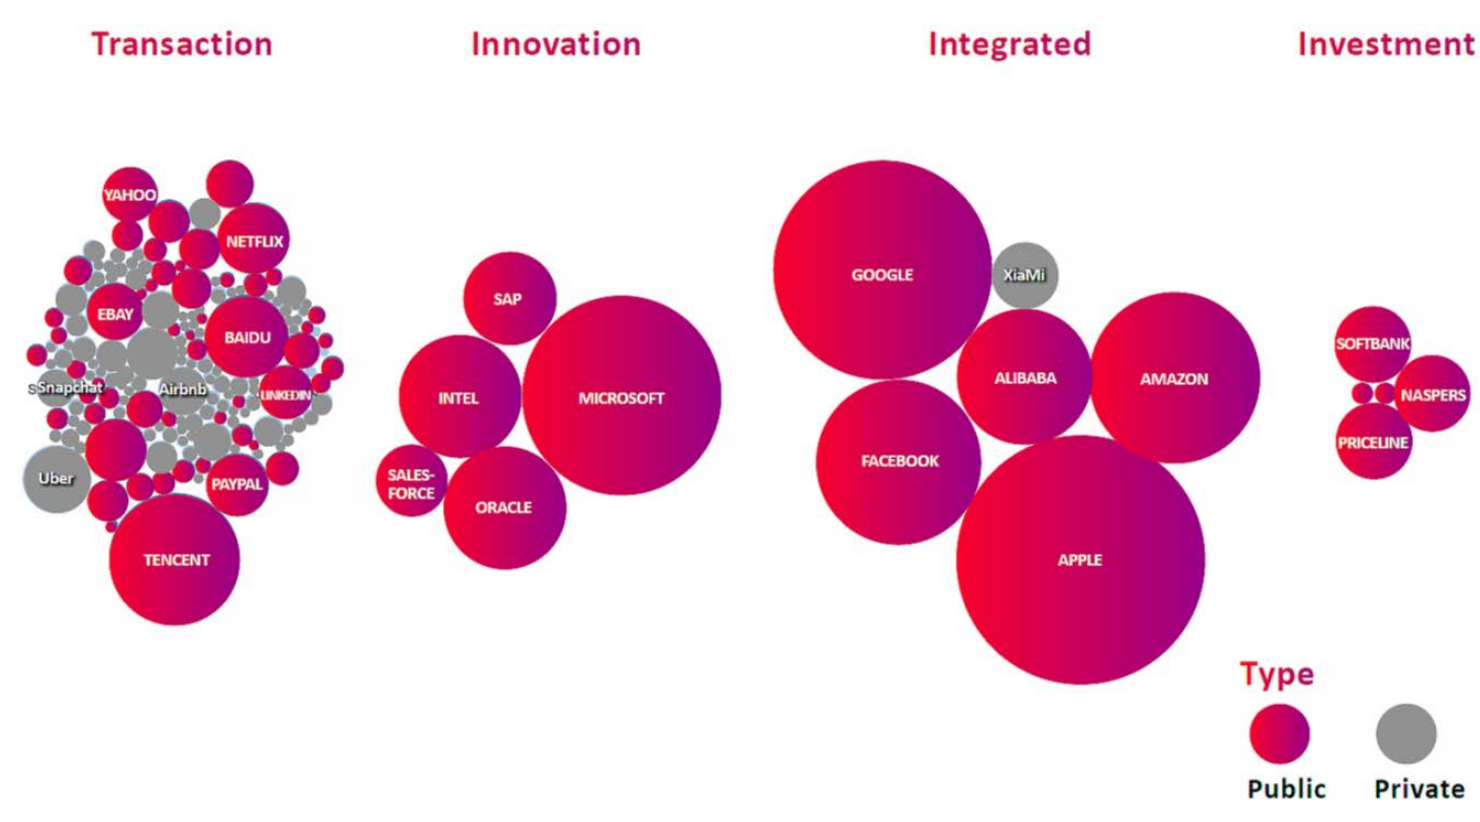 Transaction
Innovation
Integrated
Investment
YAHOO
NETFLIX
EBAY
BAIDU
sSnapchat
Airbnb
LINKEDIN
Uber
PAYPAL
TENCENT
SAP
INTEL
MICROSOFT
SALES-
FORCE
ORACLE
GOOGLE
XiaMi
ALIBABA
AMAZON
FACEBOOK
APPLE
SOFTBANK
NASPERS
PRICELINE
Type
Public
Private